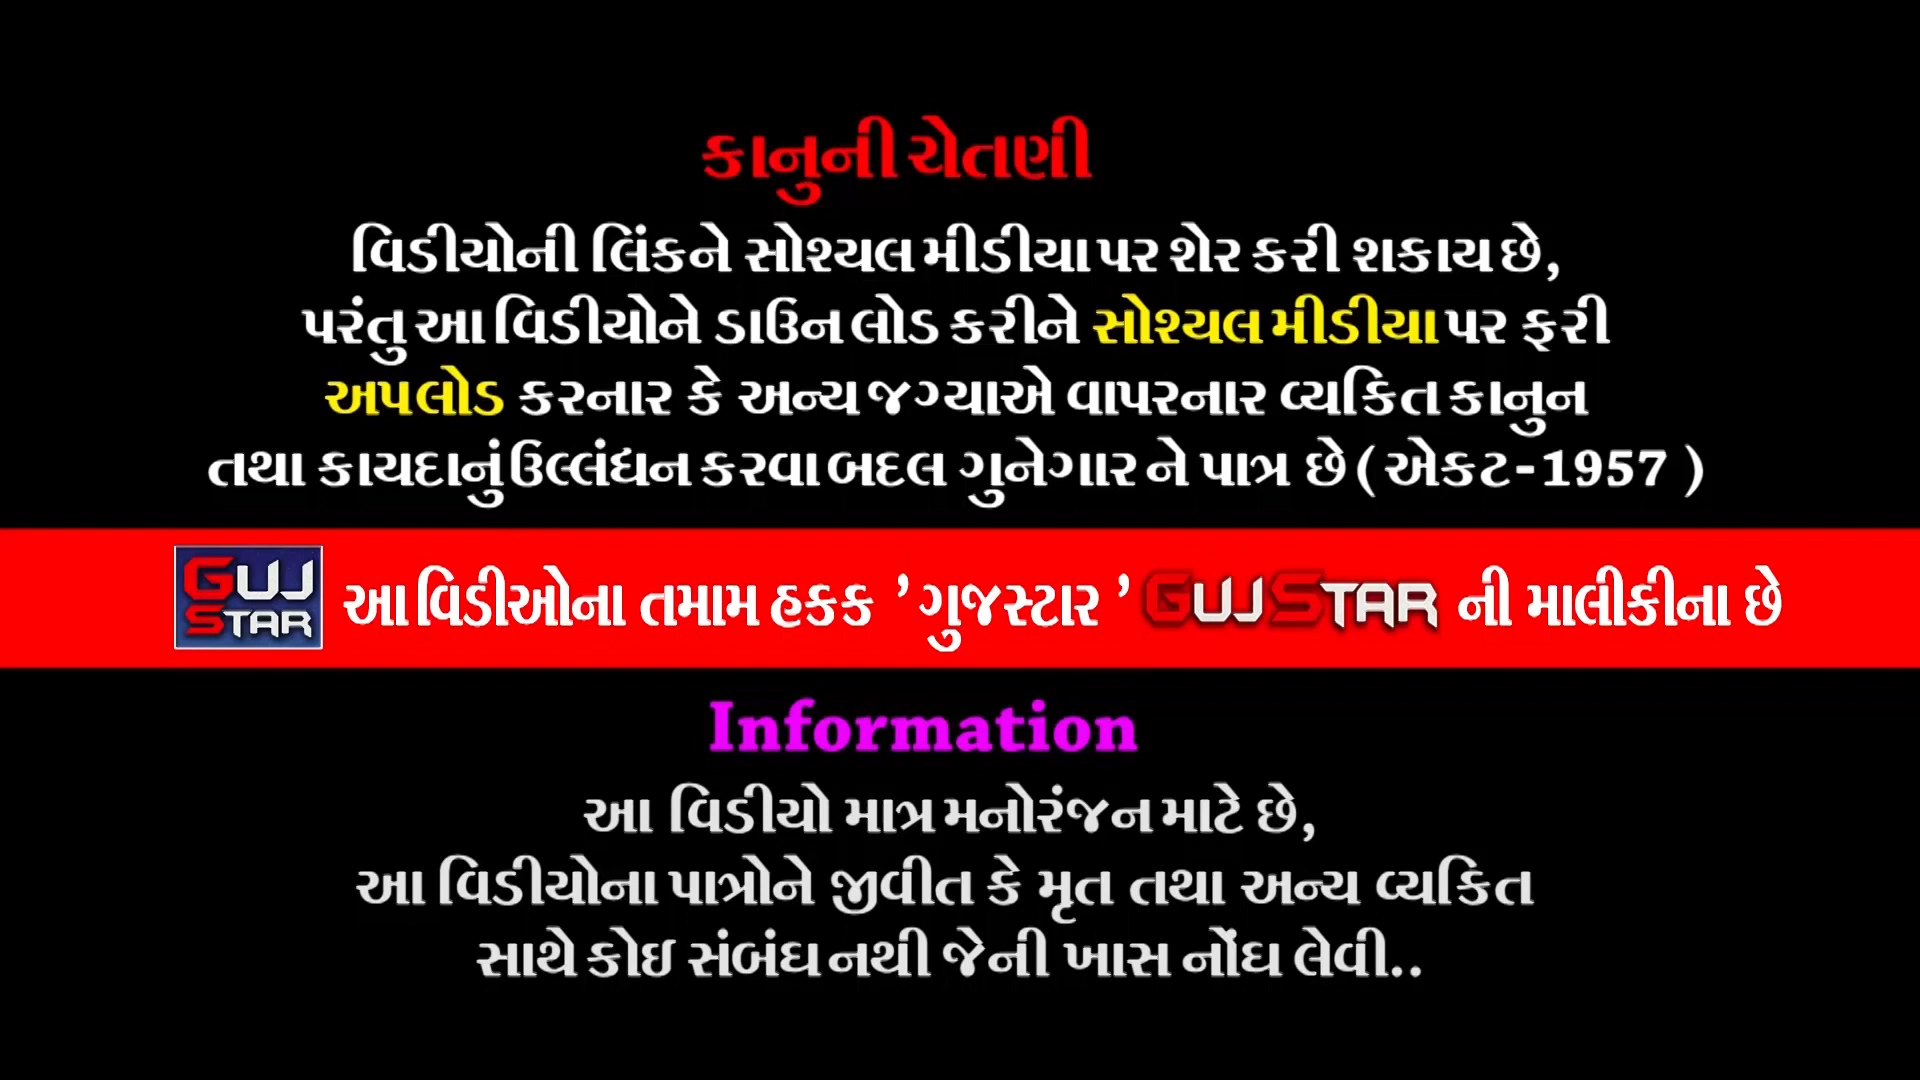 કાનુની ચેતણી
વિડીયોની લિંકને સોશ્યલ મીડીયા પર શેર કરી શકાય છે,
પરંતુ આ વિડીયોને ડાઉન લોડ કરીને સોશ્યલ મીડીયા પર ફરી
અપલોડ કરનાર કે અન્ય જગ્યાએ વાપરનાર વ્યકિત કાનુન
તથા કાયદાનું ઉલ્લંઘન કરવા બદલ ગુનેગાર ને પાત્ર છે ( એકટ-1957 )
GUJ STAR આ વિડીઓના તમામ હકક ’ ગુજસ્ટાર ’ GUJ STAR ની માલીકીના છે
Information
આ વિડીયો માત્ર મનોરંજન માટે છે,
આ વિડીયોના પાત્રોને જીવીત કે મૃત તથા અન્ય વ્યકિત
સાથે કોઇ સંબંઘ નથી જેની ખાસ નોંઘ લેવી..